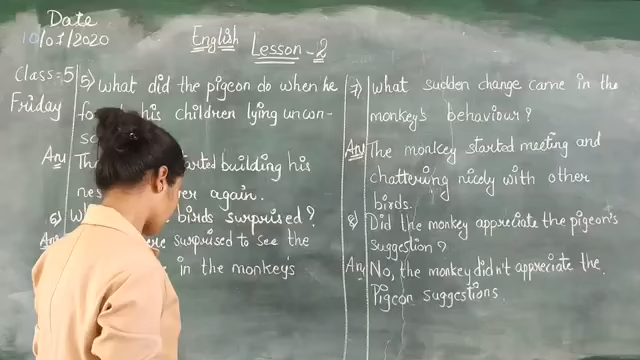 Date
10/01/2020
English Lesson - 2
Class:5
Friday
5) What did the pigeon do when he
his children lying uncon-
Ans
started building his
again.
6) birds surprised?
Ans surprised to see the
in the monkey's
7) What sudden change came in the
monkey's behaviour?
Ans The monkey started meeting and
chattering nicely with other
birds.
8) Did the monkey appreciate the pigeon's
suggestion?
Ans No, the monkey didn't appreciate the
Pigeon suggestions.